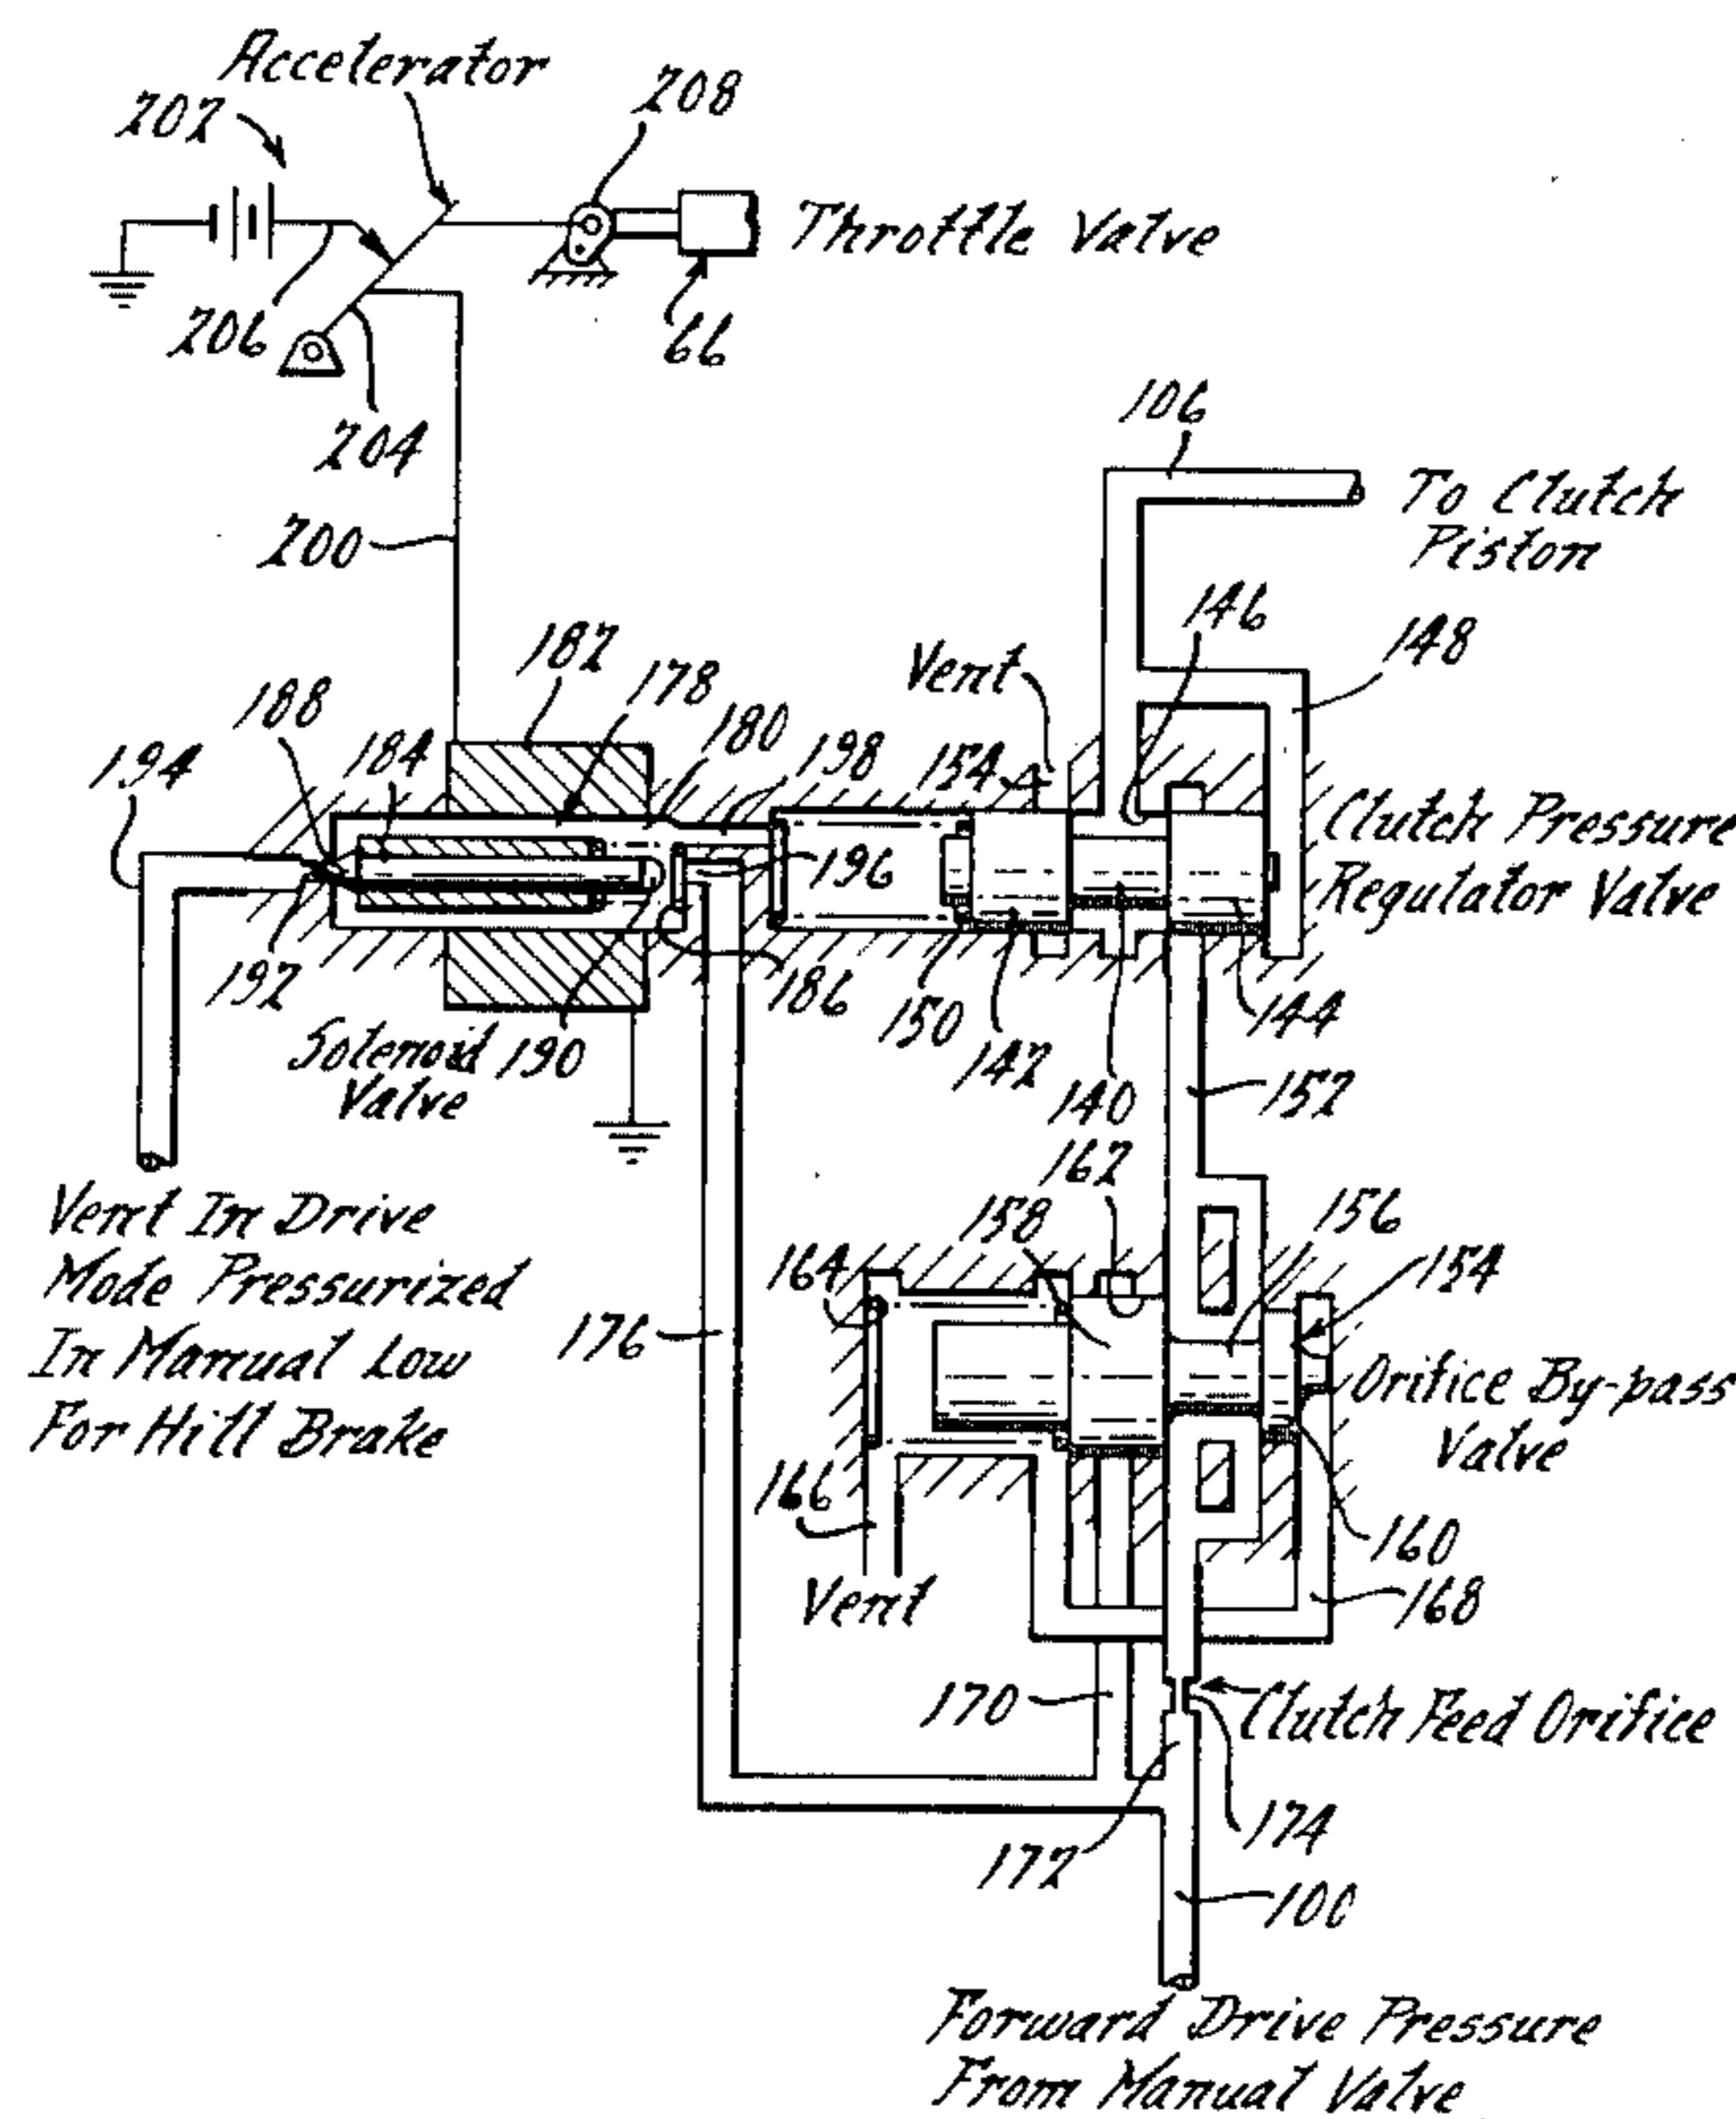 Accelerator
202
208
Throttle Valve
206
66
204
106
To Clutch
Piston
200
146
148
182
178
Vent
188
180
194
184
198
154
Clutch Pressure
Regulator Valve
196
192
186
150
144
Solenoid
Valve
190
142
140
152
162
Vent In Drive
Mode Pressurized
In Manual Low
For Hill Brake
158
156
164
154
176
Orifice By-pass
Valve
166
160
Vent
168
170
Clutch Feed Orifice
174
172
100
Forward Drive Pressure
From Manual Valve